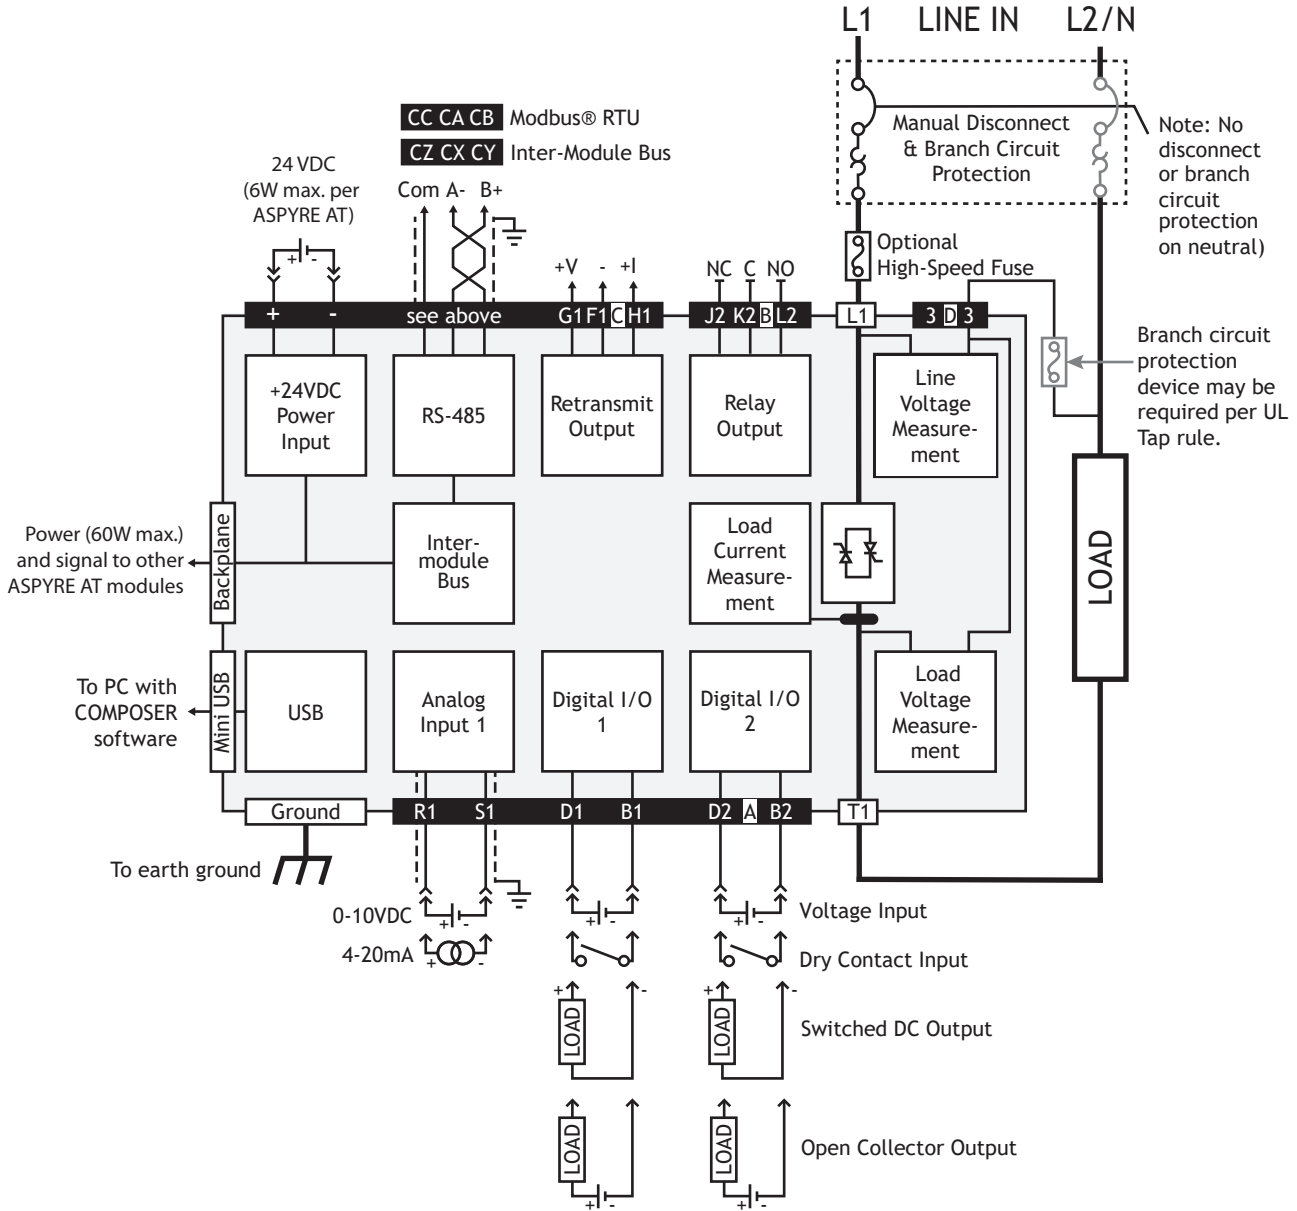 L1 LINE IN L2/N
CC CA CB Modbus® RTU
CZ CX CY Inter-Module Bus
Manual Disconnect
& Branch Circuit
Protection
Note: No
disconnect
or branch
circuit
protection
on neutral)
24 VDC
(6W max. per
ASPYRE AT)
+ -
Com A- B+
Optional
High-Speed Fuse
+V - +I
NC C NO
+ - see above G1 F1 C H1 J2 K2 B L2 L1 3 D 3
Branch circuit
protection
device may be
required per UL
Tap rule.
+24VDC
Power
Input
RS-485
Retransmit
Output
Relay
Output
Line
Voltage
Measure-
ment
Power (60W max.)
and signal to other
ASPYRE AT modules
Backplane
Inter-
module
Bus
Load
Current
Measure-
ment
LOAD
To PC with
COMPOSER
software
Mini USB
USB
Analog
Input 1
Digital I/O
1
Digital I/O
2
Load
Voltage
Measure-
ment
Ground R1 S1 D1 B1 D2 A B2 T1
To earth ground
0-10VDC
+ -
+ -
+ -
Voltage Input
4-20mA
+ -
Dry Contact Input
+ -
LOAD
+ -
LOAD
Switched DC Output
LOAD
+ -
LOAD
+ -
Open Collector Output